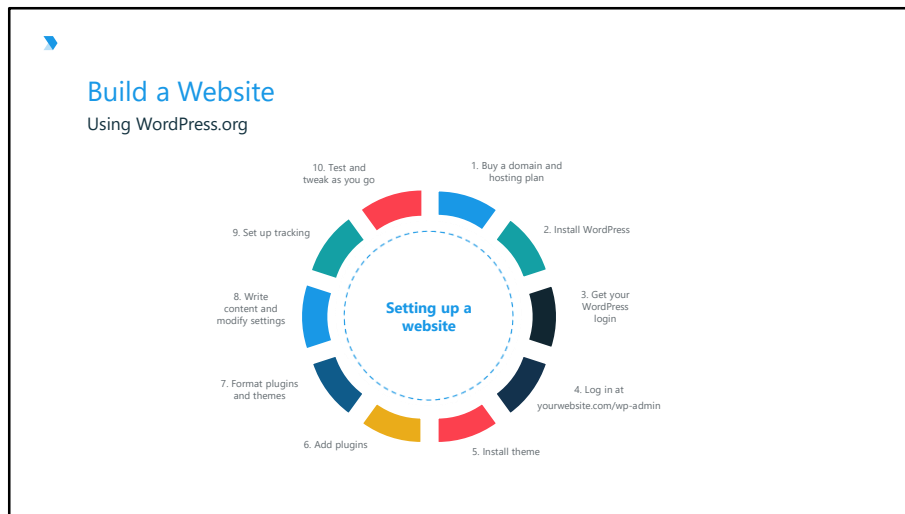 Build a Website
Using WordPress.org
1. Buy a domain and
hosting plan
2. Install WordPress
3. Get your
WordPress
login
4. Log in at
yourwebsite.com/wp-admin
5. Install theme
6. Add plugins
7. Format plugins
and themes
8. Write
content and
modify settings
9. Set up tracking
10. Test and
tweak as you go
Setting up a
website